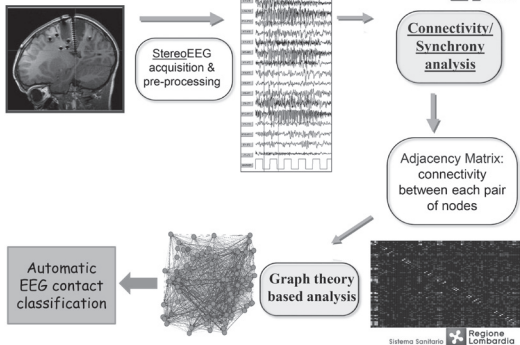 StereoEEG
acquisition &
pre-processing
Connectivity/
Synchrony
analysis
Adjacency Matrix:
connectivity
between each pair
of nodes
Graph theory
based analysis
Automatic
EEG contact
classification
Sistema Sanitario
Regione
Lombardia